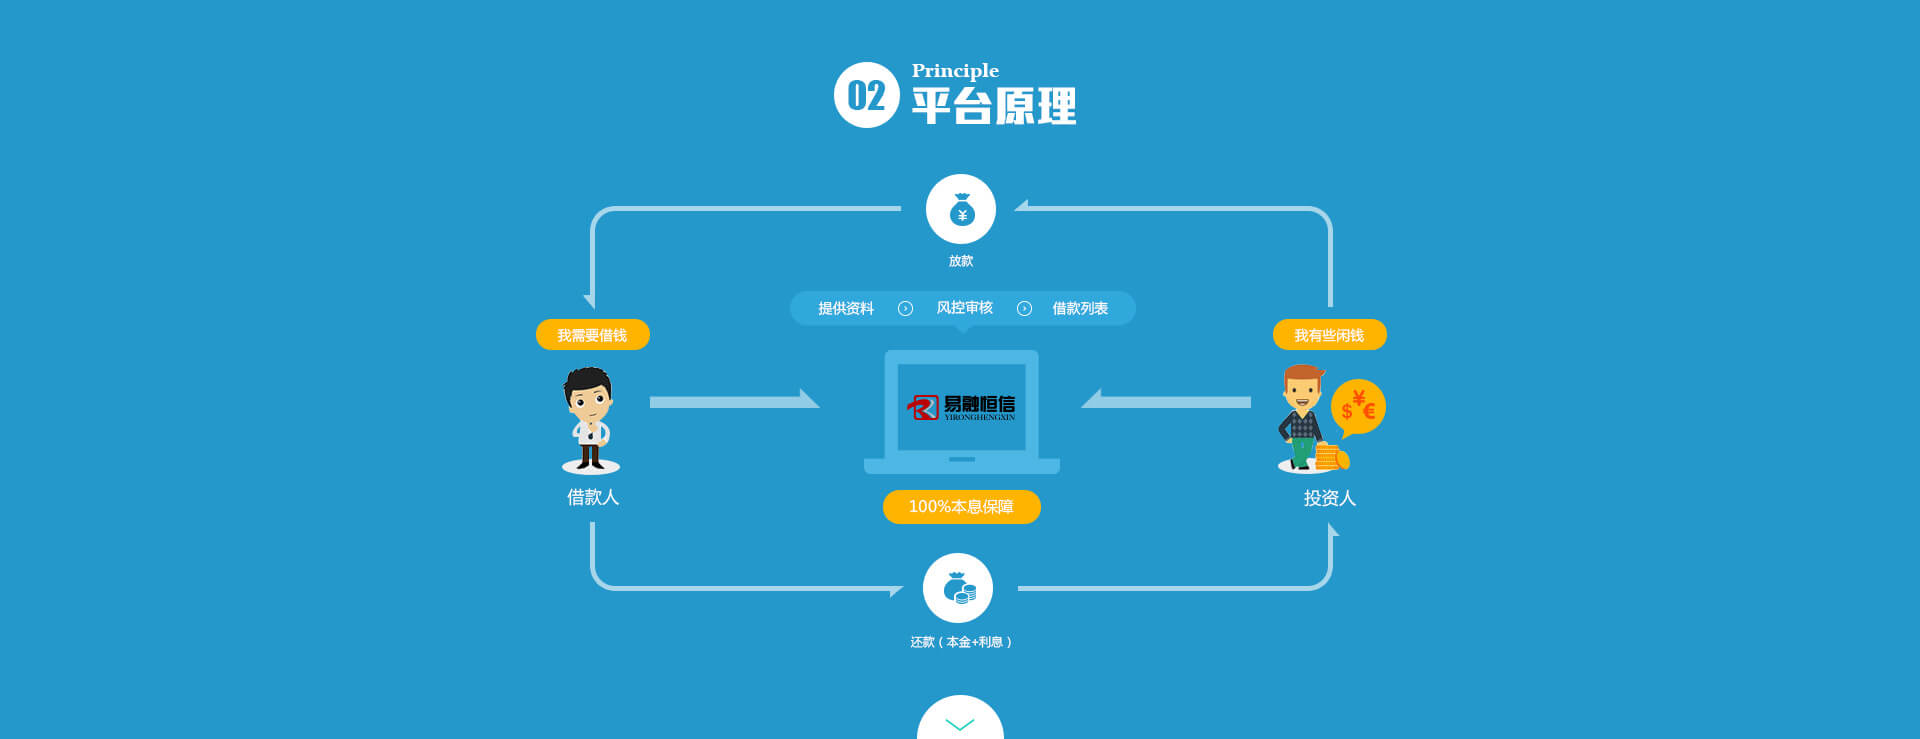 02
Principle
平台原理
¥
放款
提供资料 风控审核 借款列表
我需要借钱
我有些闲钱
易融恒信
YIRONGHENGXIN
$ ¥ €
借款人
100%本息保障
投资人
还款（本金+利息）